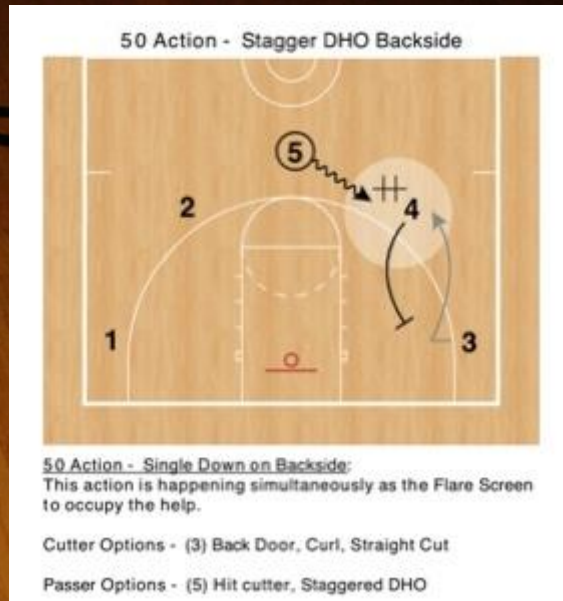 50 Action - Stagger DHO Backside
5
2
4
1
3
50 Action - Single Down on Backside:
This action is happening simultaneously as the Flare Screen
to occupy the help.
Cutter Options - (3) Back Door, Curl, Straight Cut
Passer Options - (5) Hit cutter, Staggered DHO